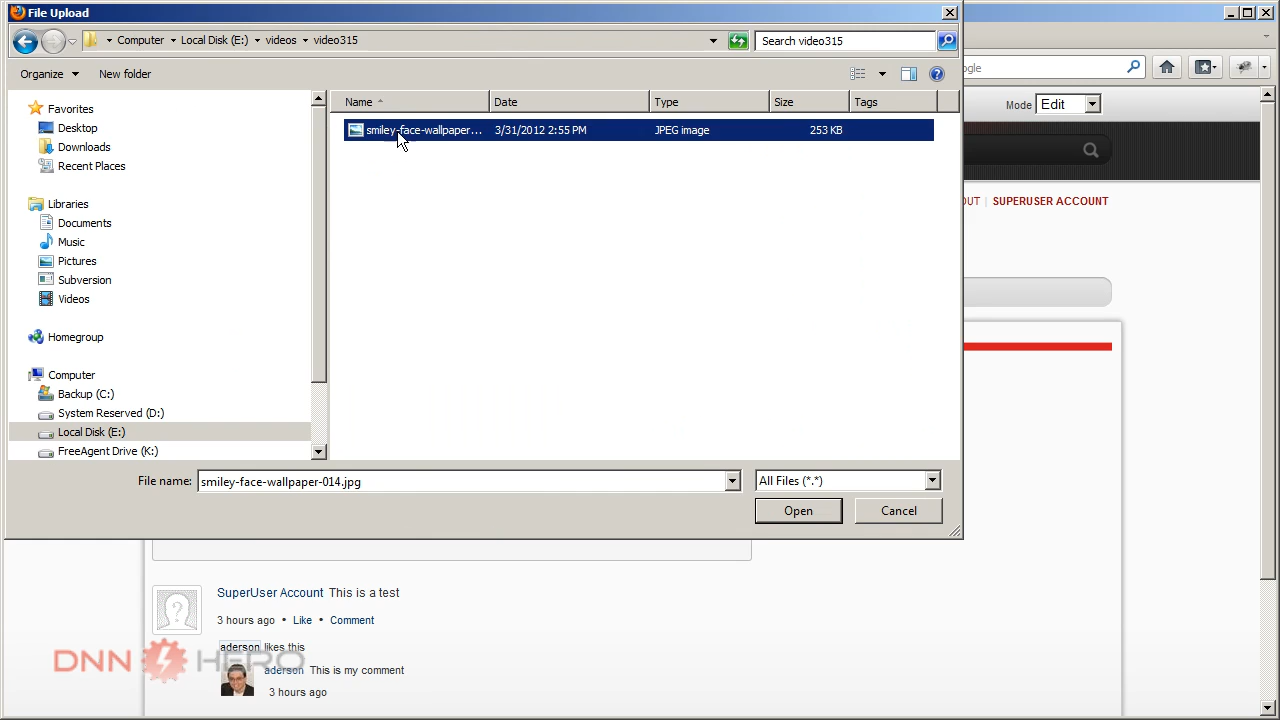 File Upload
Computer Local Disk (E:) videos video315
Search video315
Organize
New folder
Name
Date
Type
Size
Tags
smiley-face-wallpaper...
3/31/2012 2:55 PM
JPEG image
253 KB
Favorites
Desktop
Downloads
Recent Places
Libraries
Documents
Music
Pictures
Subversion
Videos
Homegroup
Computer
Backup (C:)
System Reserved (D:)
Local Disk (E:)
FreeAgent Drive (K:)
File name:
smiley-face-wallpaper-014.jpg
All Files (*.*)
Open
Cancel
Mode
Edit
SUPERUSER ACCOUNT
SuperUser Account This is a test
3 hours ago • Like • Comment
aderson likes this
aderson This is my comment
3 hours ago
DNN HERO